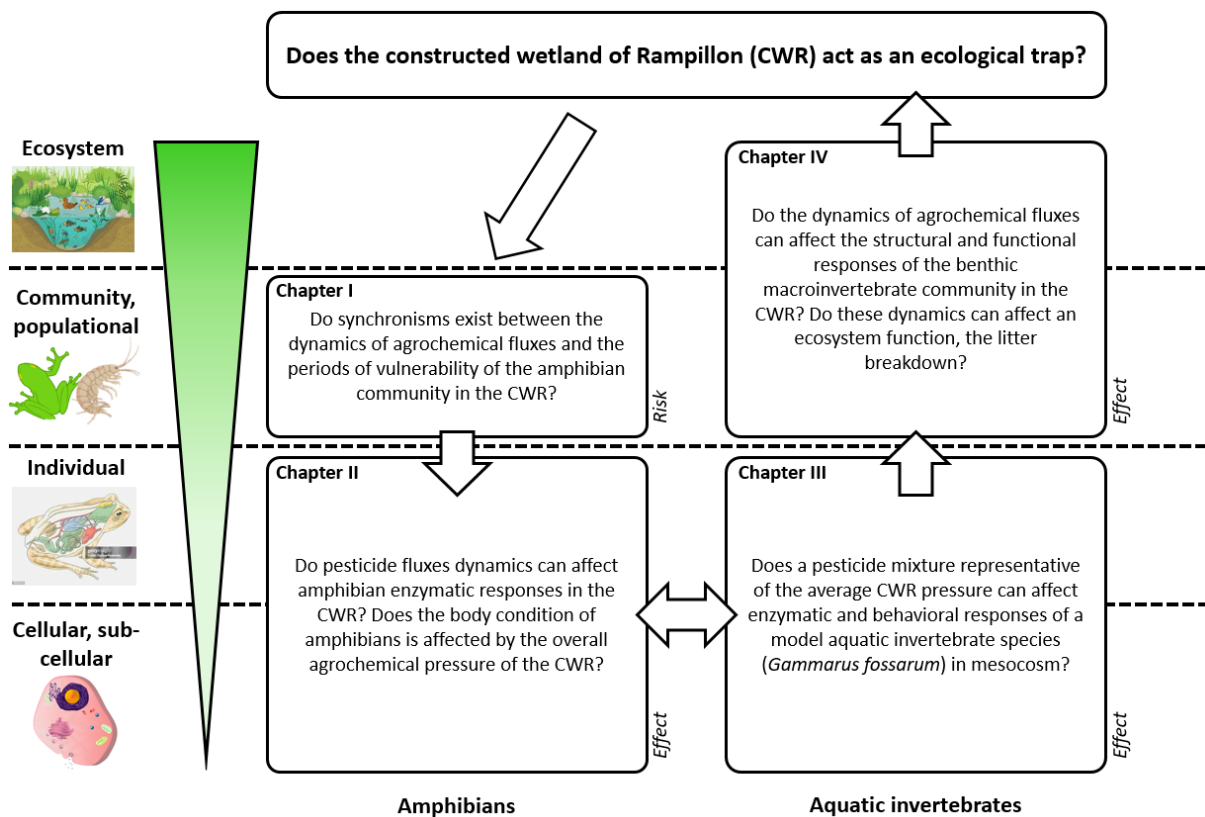 Does the constructed wetland of Rampillon (CWR) act as an ecological trap?
Ecosystem
Community,
populational
Individual
Cellular, sub-
cellular
Chapter I
Do synchronisms exist between the
dynamics of agrochemical fluxes and the
periods of vulnerability of the amphibian
community in the CWR?
Risk
Chapter II
Do pesticide fluxes dynamics can affect
amphibian enzymatic responses in the
CWR? Does the body condition of
amphibians is affected by the overall
agrochemical pressure of the CWR?
Effect
Chapter III
Does a pesticide mixture representative
of the average CWR pressure can affect
enzymatic and behavioral responses of a
model aquatic invertebrate species
(Gammarus fossarum) in mesocosm?
Effect
Chapter IV
Do the dynamics of agrochemical fluxes
can affect the structural and functional
responses of the benthic
macroinvertebrate community in the
CWR? Do these dynamics can affect an
ecosystem function, the litter
breakdown?
Effect
Amphibians
Aquatic invertebrates